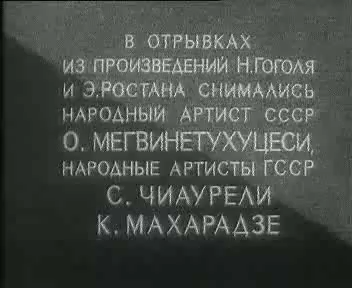 В ОТРЫВКАХ
ИЗ ПРОИЗВЕДЕНИЙ Н.ГОГОЛЯ
И Э.РОСТАНА СНИМАЛИСЬ
НАРОДНЫЙ АРТИСТ СССР
О. МЕГВИНЕТУХУЦЕСИ,
НАРОДНЫЕ АРТИСТЫ ГССР
С. ЧИАУРЕЛИ
К. МАХАРАДЗЕ